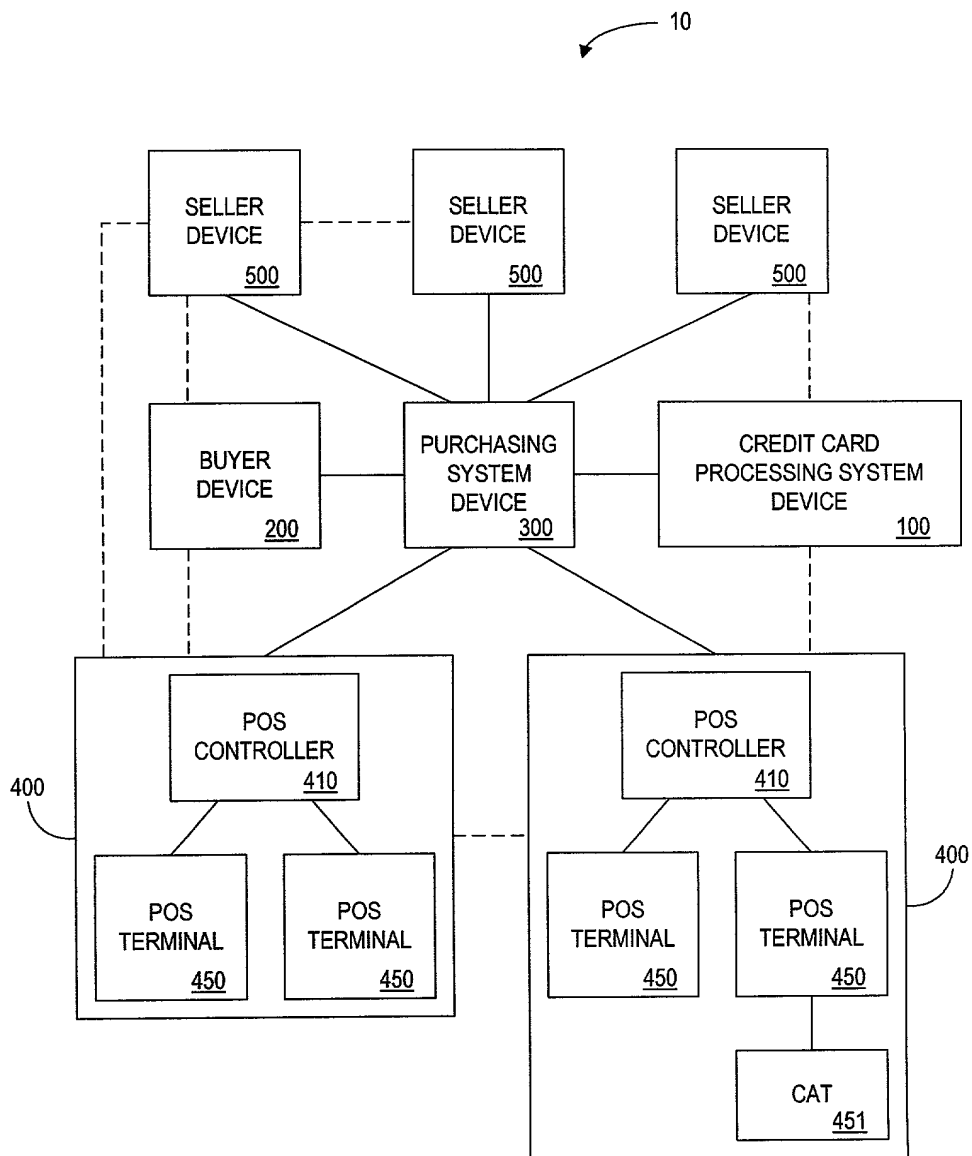 10
SELLER
DEVICE
500
SELLER
DEVICE
500
SELLER
DEVICE
500
BUYER
DEVICE
200
PURCHASING
SYSTEM
DEVICE
300
CREDIT CARD
PROCESSING SYSTEM
DEVICE
100
400
POS
CONTROLLER
410
POS
TERMINAL
450
POS
TERMINAL
450
POS
CONTROLLER
410
POS
TERMINAL
450
POS
TERMINAL
450
400
CAT
451